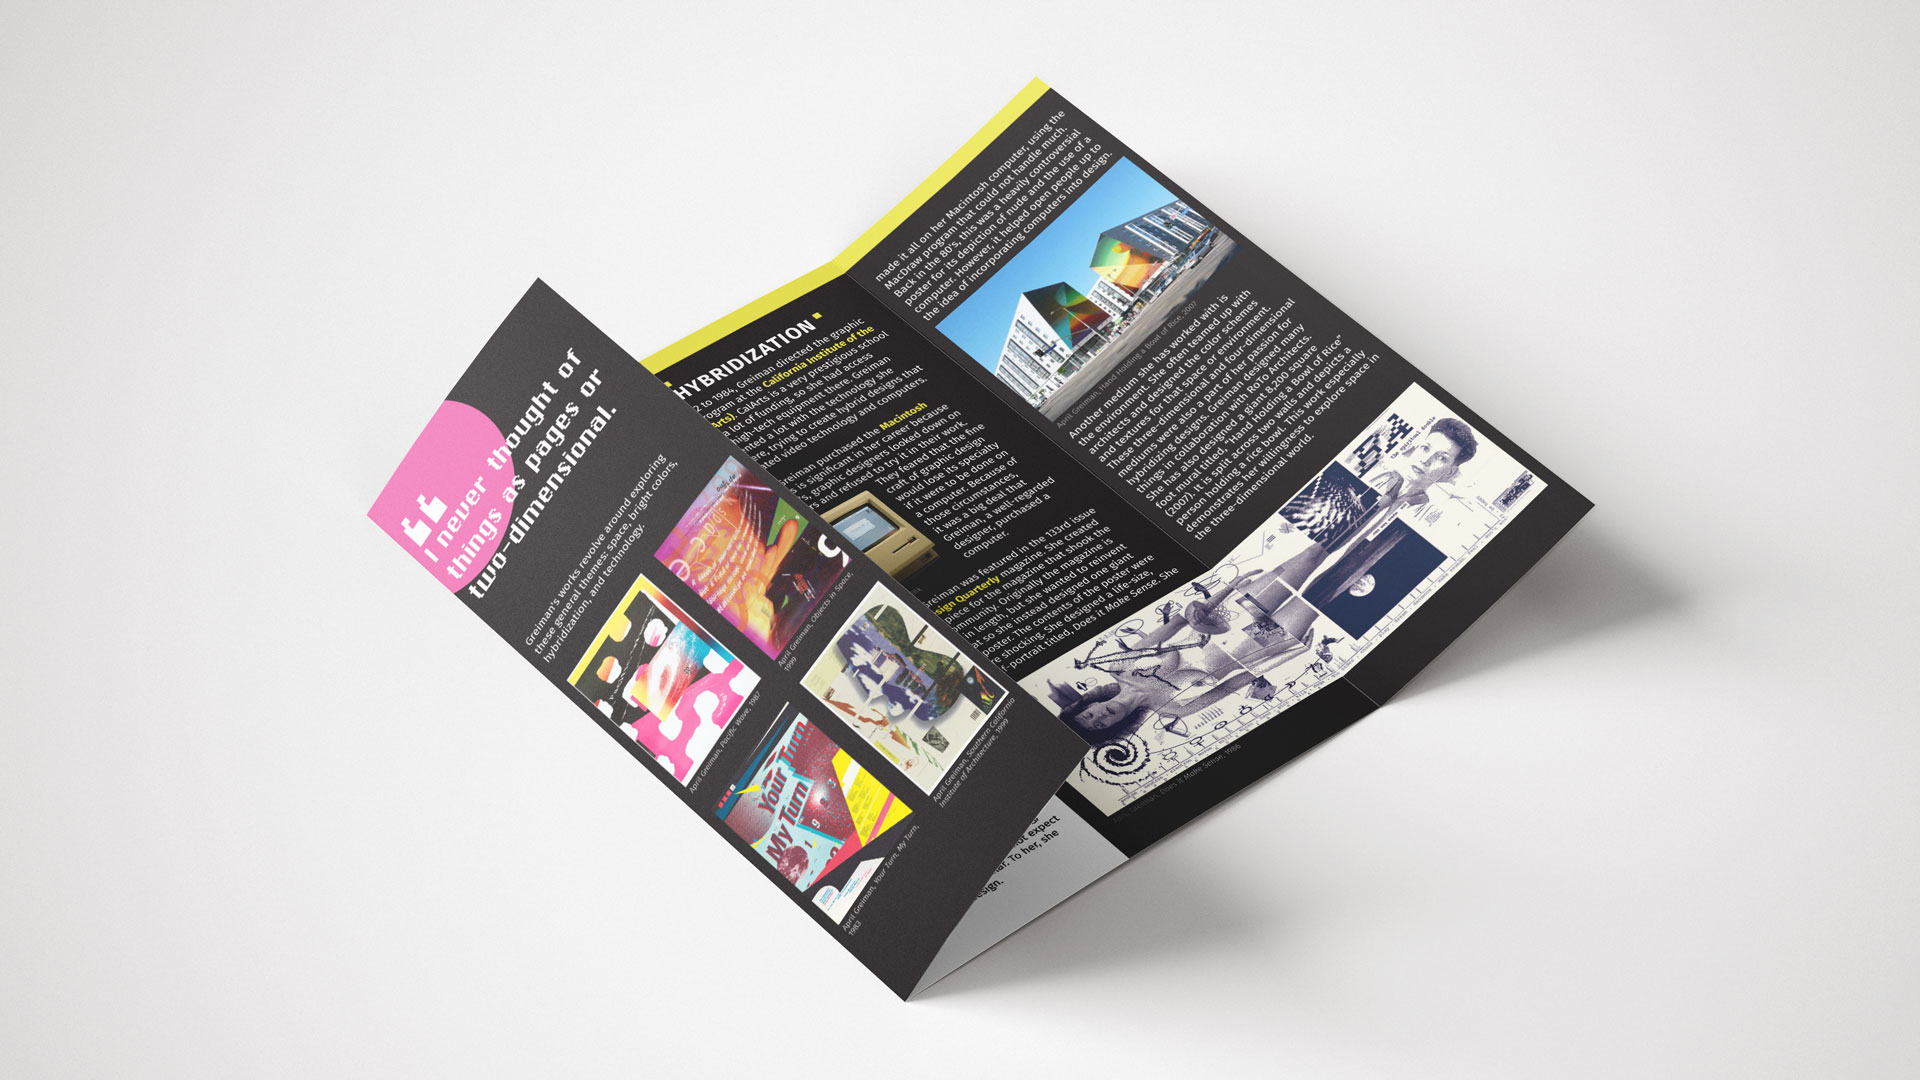 I never thought of
things as pages or
two-dimensional.
Greiman's works revolve around exploring
these general themes: space, bright colors,
hybridization, and technology.
April Greiman, Objects in Space,
1999
April Greiman, Pacific Wave, 1987
April Greiman, Southern California
Institute of Architecture, 1999
Your Turn,
My Turn
April Greiman, Your Turn, My Turn,
1983
HYBRIDIZATION
2 to 1984, Greiman directed the graphic
program at the California Institute of the
Arts). CalArts is a very prestigious school
a lot of funding, so she had access
high-tech equipment there. Greiman
a lot with the technology she
trying to create hybrid designs that
video technology and computers.
purchased the Macintosh
is significant in her career because
graphic designers looked down on
and refused to try it in their work.
They feared that the fine
craft of graphic design
would lose its specialty
if it were to be done on
a computer. Because of
those circumstances,
it was a big deal that
Greiman, a well-regarded
designer, purchased a
computer.
Greiman was featured in the 133rd issue
Quarterly magazine. She created
piece for the magazine that shook the
Originally the magazine is
in length, but she wanted to reinvent
so she instead designed one giant
poster. The contents of the poster were
shocking. She designed a life-size,
portrait titled, Does it Make Sense. She
made it all on her Macintosh computer, using the
MacDraw program that could not handle much.
Back in the 80's, this was a heavily controversial
poster for its depiction of nude and the use of a
computer. However, it helped open people up to
the idea of incorporating computers into design.
April Greiman, Hand Holding a Bowl of Rice, 2007
Another medium she has worked with is
the environment. She often teamed up with
architects and designed the color schemes
and textures for that space or environment.
These three-dimensional and four-dimensional
mediums were also a part of her passion for
hybridizing designs. Greiman designed many
things in collaboration with RoTo Architects.
She has also designed a giant 8,200 square
foot mural titled, "Hand Holding a Bowl of Rice"
(2007). It is split across two walls and depicts a
person holding a rice bowl. This work especially
demonstrates her willingness to explore space in
the three-dimensional world.
the spiritual double
Greiman, Does it Make Sense, 1986
not expect
To her, she
design.